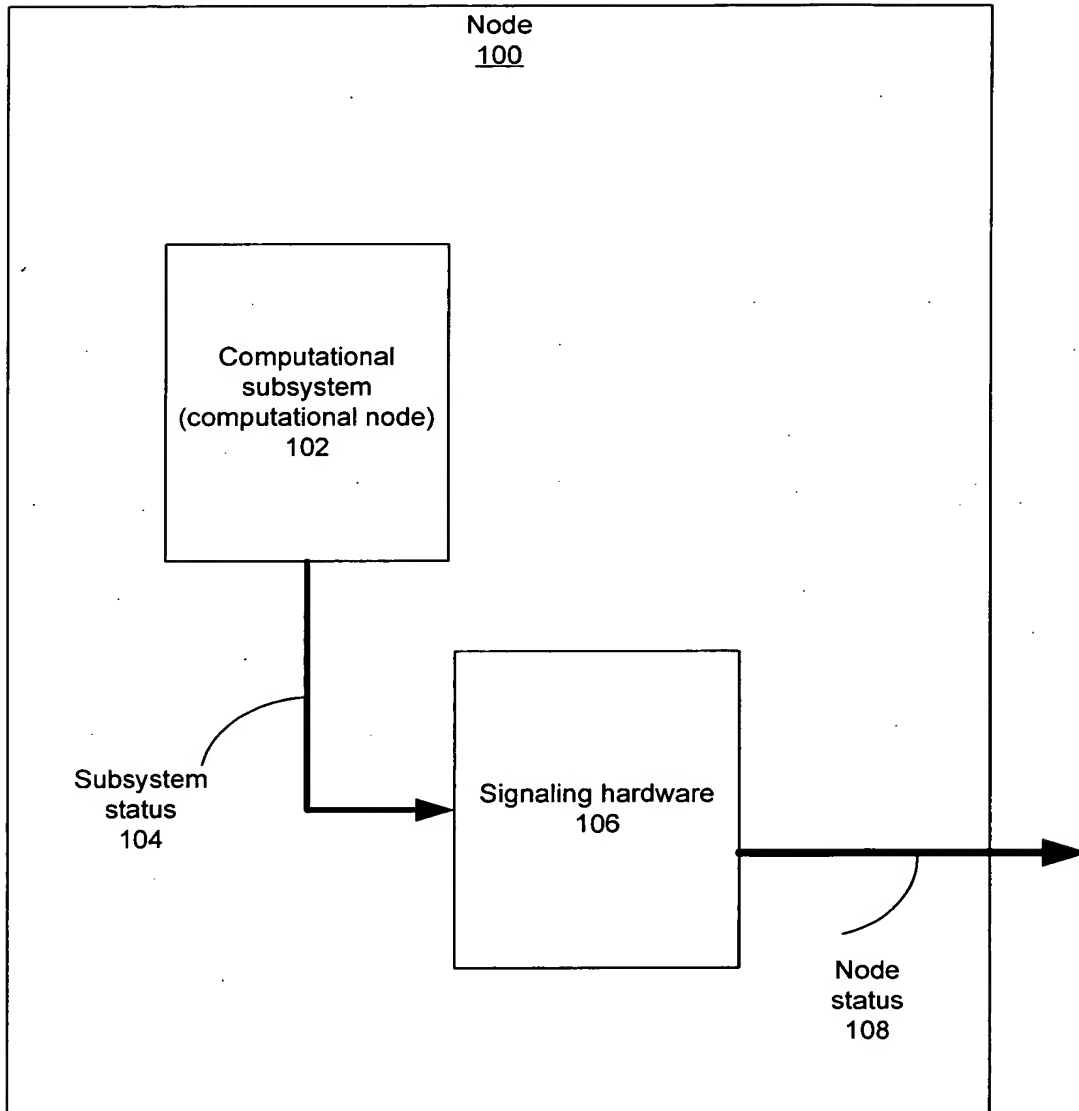 Node
100
Computational
subsystem
(computational node)
102
Subsystem
status
104
Signaling hardware
106
Node
status
108